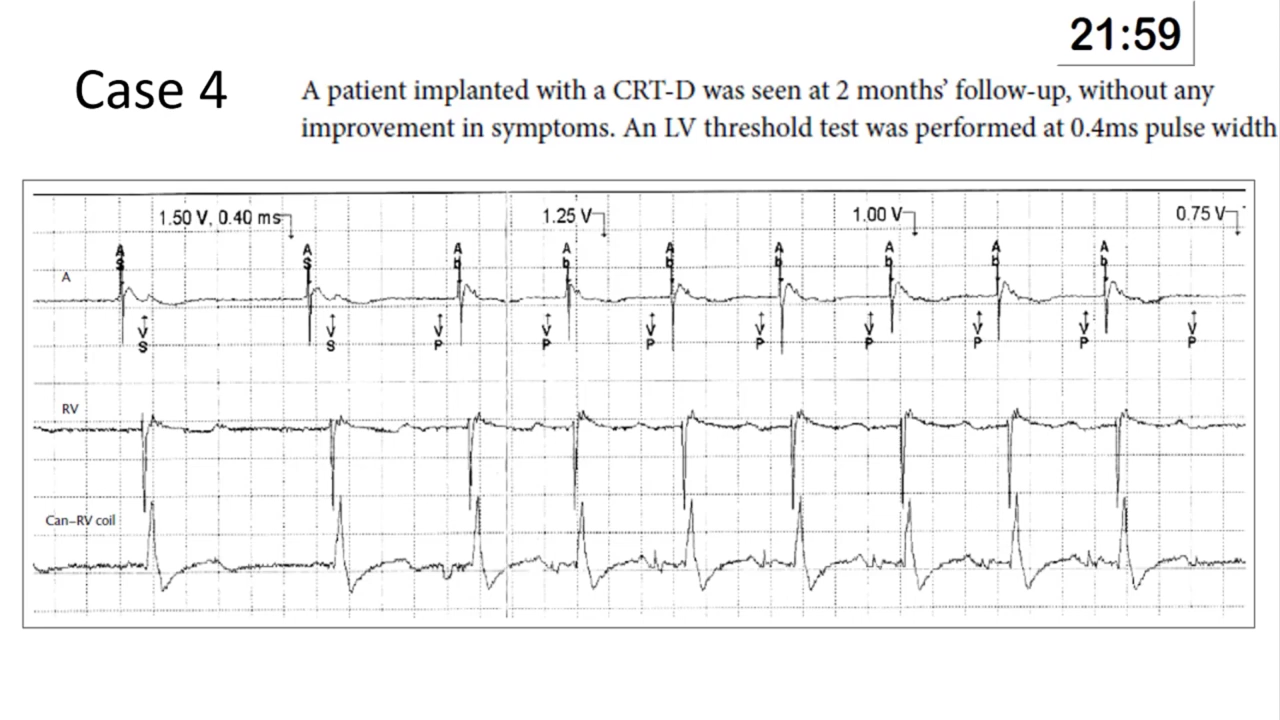 21:59
Case 4
A patient implanted with a CRT-D was seen at 2 months’ follow-up, without any
improvement in symptoms. An LV threshold test was performed at 0.4ms pulse width
1.50 V, 0.40 ms
1.25 V
1.00 V
0.75 V
A S
A S
A b
A b
A b
A b
A b
A b
A b
A
V S
V S
V P
V P
V P
V P
V P
V P
V P
V P
RV
Can–RV coil